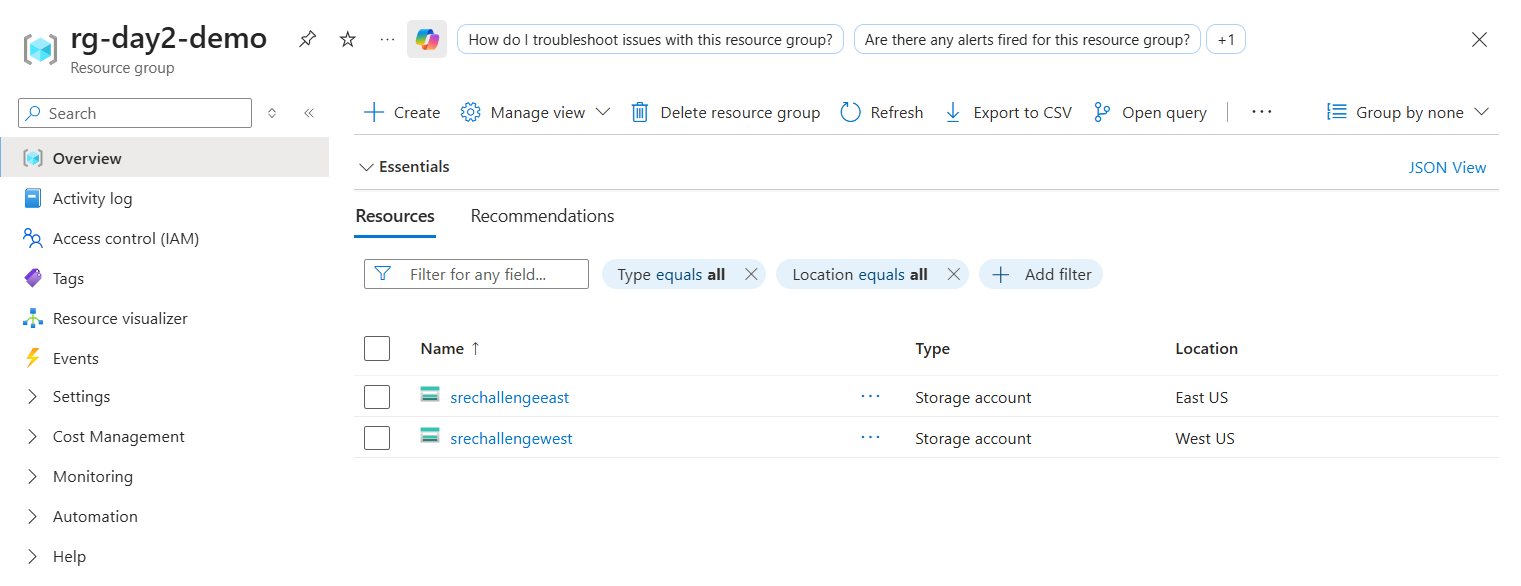 rg-day2-demo
Resource group
How do I troubleshoot issues with this resource group?
Are there any alerts fired for this resource group?
+1
Search
Overview
Activity log
Access control (IAM)
Tags
Resource visualizer
Events
Settings
Cost Management
Monitoring
Automation
Help
Create
Manage view
Delete resource group
Refresh
Export to CSV
Open query
Group by none
Essentials
JSON View
Resources
Recommendations
Filter for any field...
Type equals all
Location equals all
Add filter
Name ↑ Type Location
srechallengeeast ··· Storage account East US
srechallengewest ··· Storage account West US